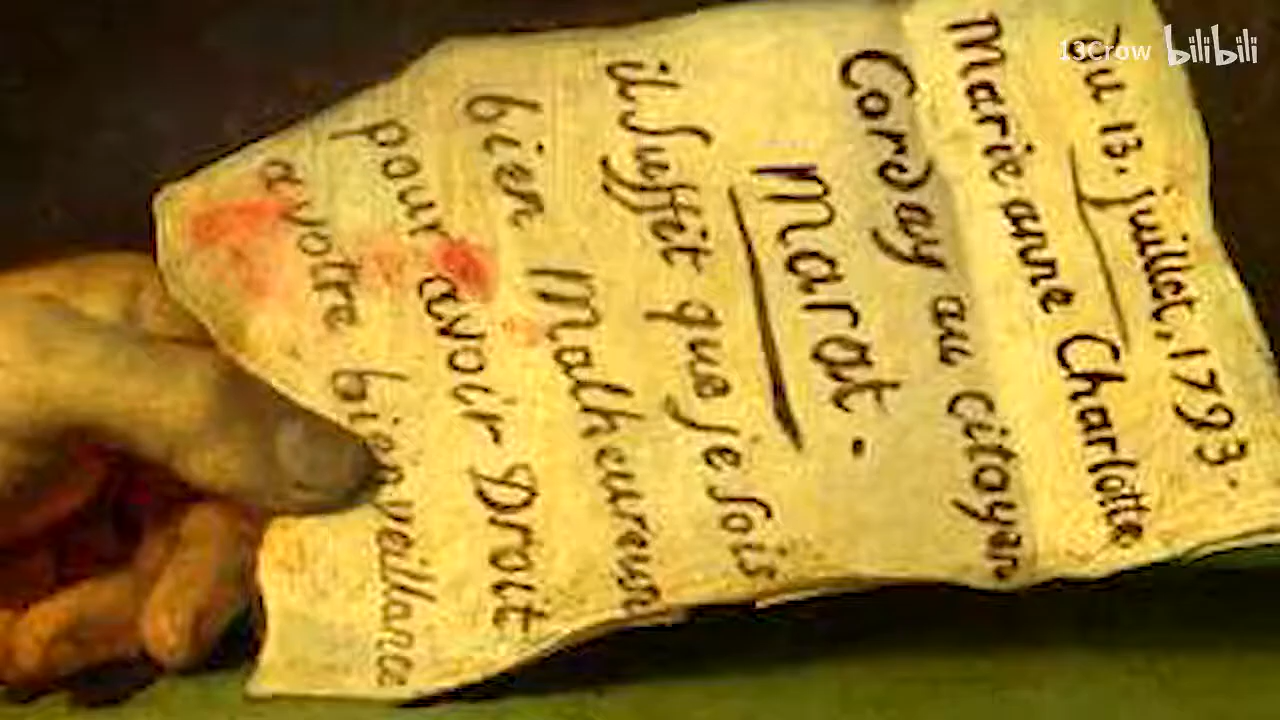 du 13. juillet, 1793.
Marie anne Charlotte
Corday au citoyen
Marat.
il suffit que je sois
bien Malheureuse
pour avoir Droit
a votre bienveillance
13Crow bilibili